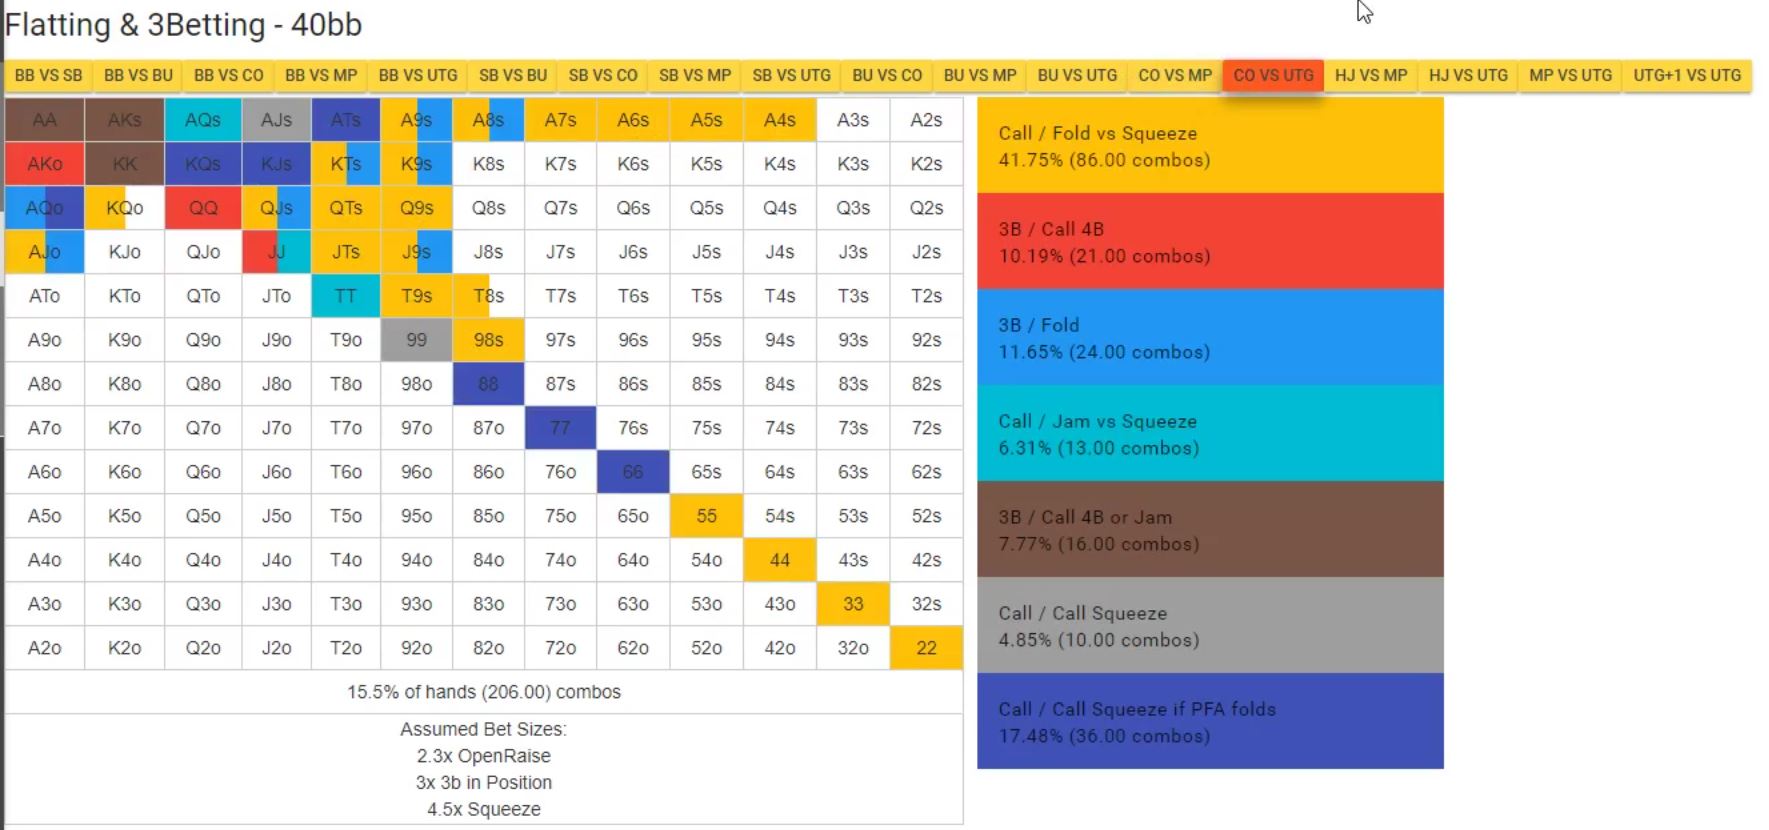 Flatting & 3Betting - 40bb
BB VS SB BB VS BU BB VS CO BB VS MP BB VS UTG SB VS BU SB VS CO SB VS MP SB VS UTG BU VS CO BU VS MP BU VS UTG CO VS MP CO VS UTG HJ VS MP HJ VS UTG MP VS UTG UTG+1 VS UTG
AA AKs AQs AJs ATs A9s A8s A7s A6s A5s A4s A3s A2s
AKo KK KQs KJs KTs K9s K8s K7s K6s K5s K4s K3s K2s
AQo KQo QQ QJs QTs Q9s Q8s Q7s Q6s Q5s Q4s Q3s Q2s
AJo KJo QJo JJ JTs J9s J8s J7s J6s J5s J4s J3s J2s
ATo KTo QTo JTo TT T9s T8s T7s T6s T5s T4s T3s T2s
A9o K9o Q9o J9o T9o 99 98s 97s 96s 95s 94s 93s 92s
A8o K8o Q8o J8o T8o 98o 88 87s 86s 85s 84s 83s 82s
A7o K7o Q7o J7o T7o 97o 87o 77 76s 75s 74s 73s 72s
A6o K6o Q6o J6o T6o 96o 86o 76o 66 65s 64s 63s 62s
A5o K5o Q5o J5o T5o 95o 85o 75o 65o 55 54s 53s 52s
A4o K4o Q4o J4o T4o 94o 84o 74o 64o 54o 44 43s 42s
A3o K3o Q3o J3o T3o 93o 83o 73o 63o 53o 43o 33 32s
A2o K2o Q2o J2o T2o 92o 82o 72o 62o 52o 42o 32o 22
15.5% of hands (206.00) combos
Assumed Bet Sizes:
2.3x OpenRaise
3x 3b in Position
4.5x Squeeze
Call / Fold vs Squeeze
41.75% (86.00 combos)
3B / Call 4B
10.19% (21.00 combos)
3B / Fold
11.65% (24.00 combos)
Call / Jam vs Squeeze
6.31% (13.00 combos)
3B / Call 4B or Jam
7.77% (16.00 combos)
Call / Call Squeeze
4.85% (10.00 combos)
Call / Call Squeeze if PFA folds
17.48% (36.00 combos)